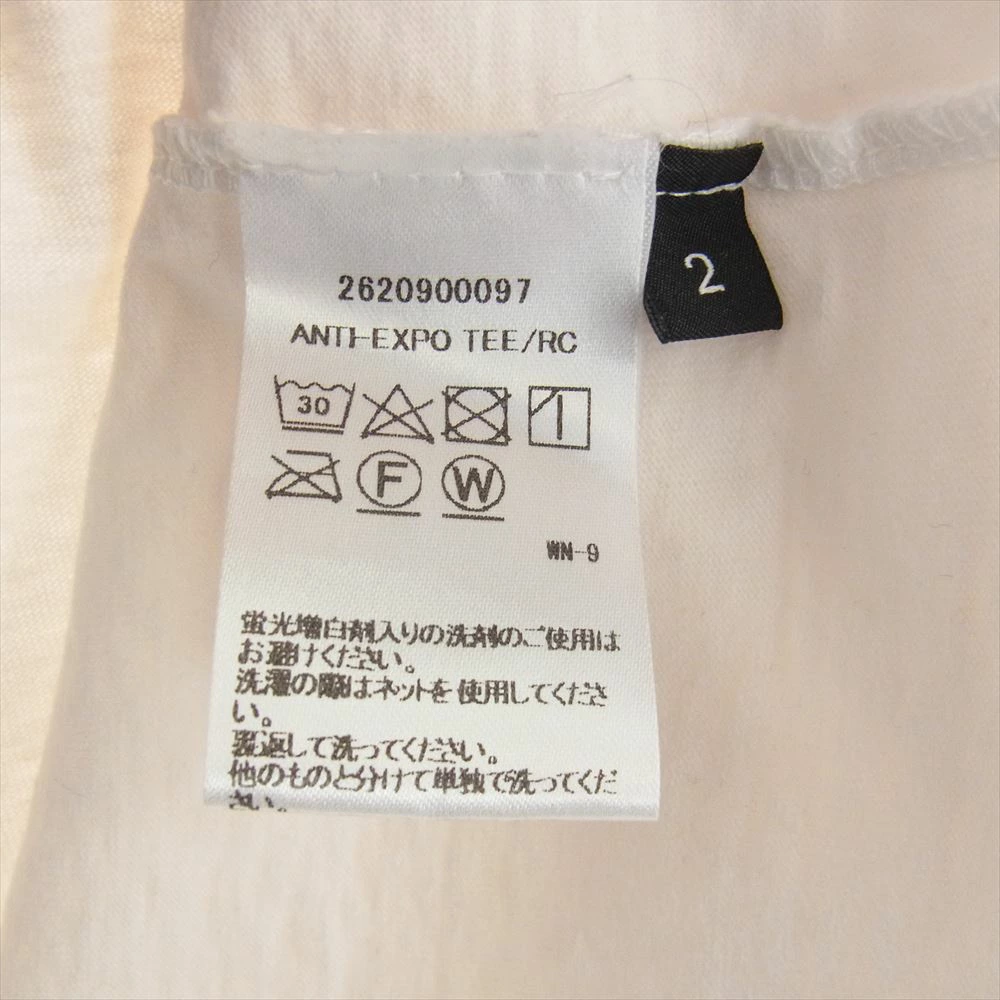 2620900097
ANTI-EXPO TEE/RC
30
F W
WN-9
蛍光増白剤入りの洗剤のご使用は
お避けください。
洗濯の際はネットを使用してくださ
い。
裏返して洗ってください。
他のものと分けて単独で洗ってくだ
さい。
2